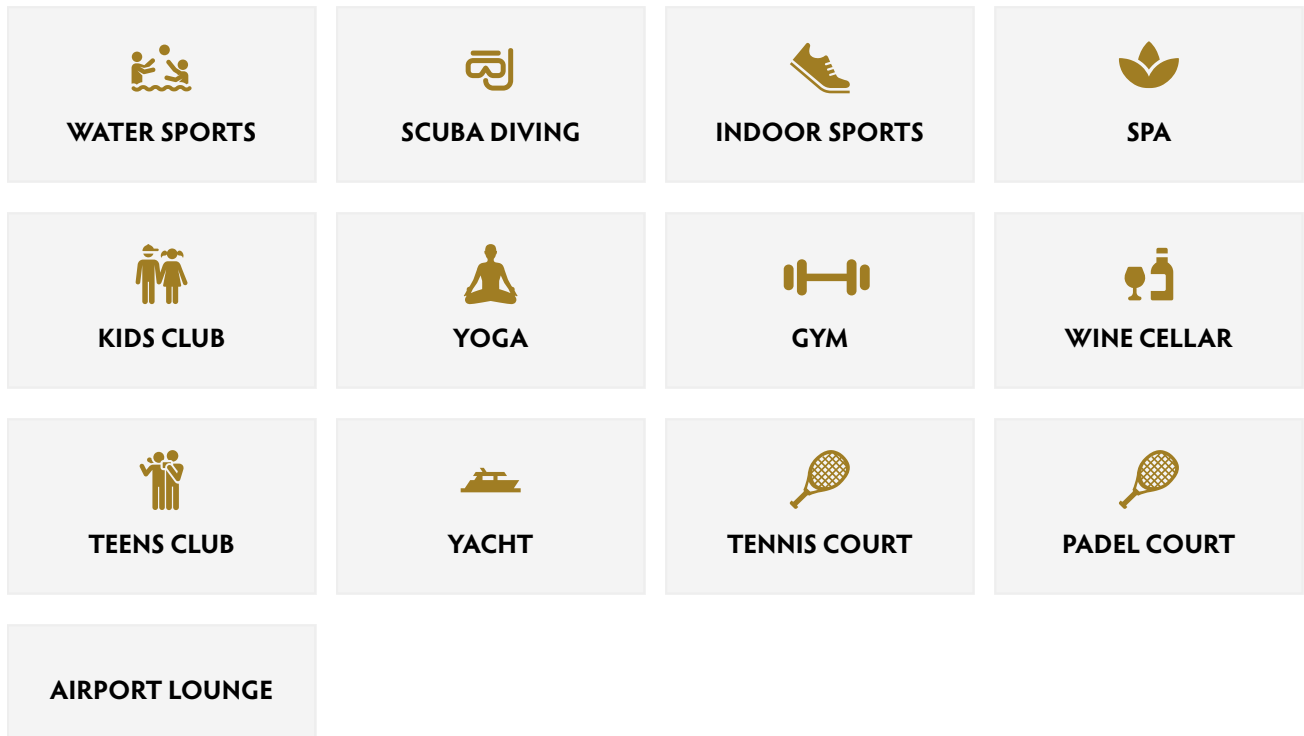 WATER SPORTS
SCUBA DIVING
INDOOR SPORTS
SPA
KIDS CLUB
YOGA
GYM
WINE CELLAR
TEENS CLUB
YACHT
TENNIS COURT
PADEL COURT
AIRPORT LOUNGE